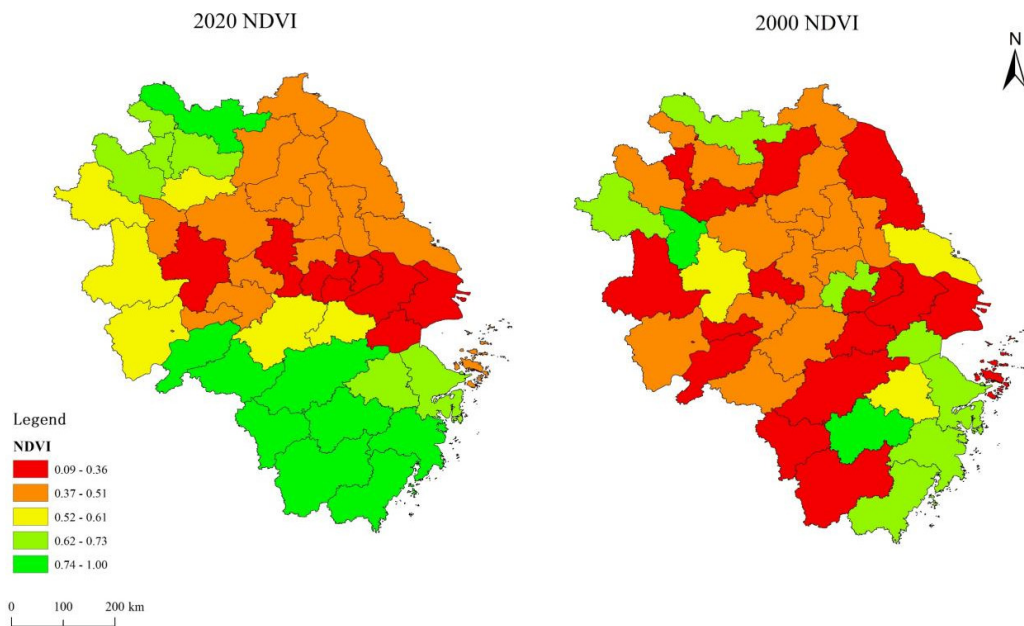 2020 NDVI
2000 NDVI
N
Legend
NDVI
0.09 - 0.36
0.37 - 0.51
0.52 - 0.61
0.62 - 0.73
0.74 - 1.00
0 100 200 km